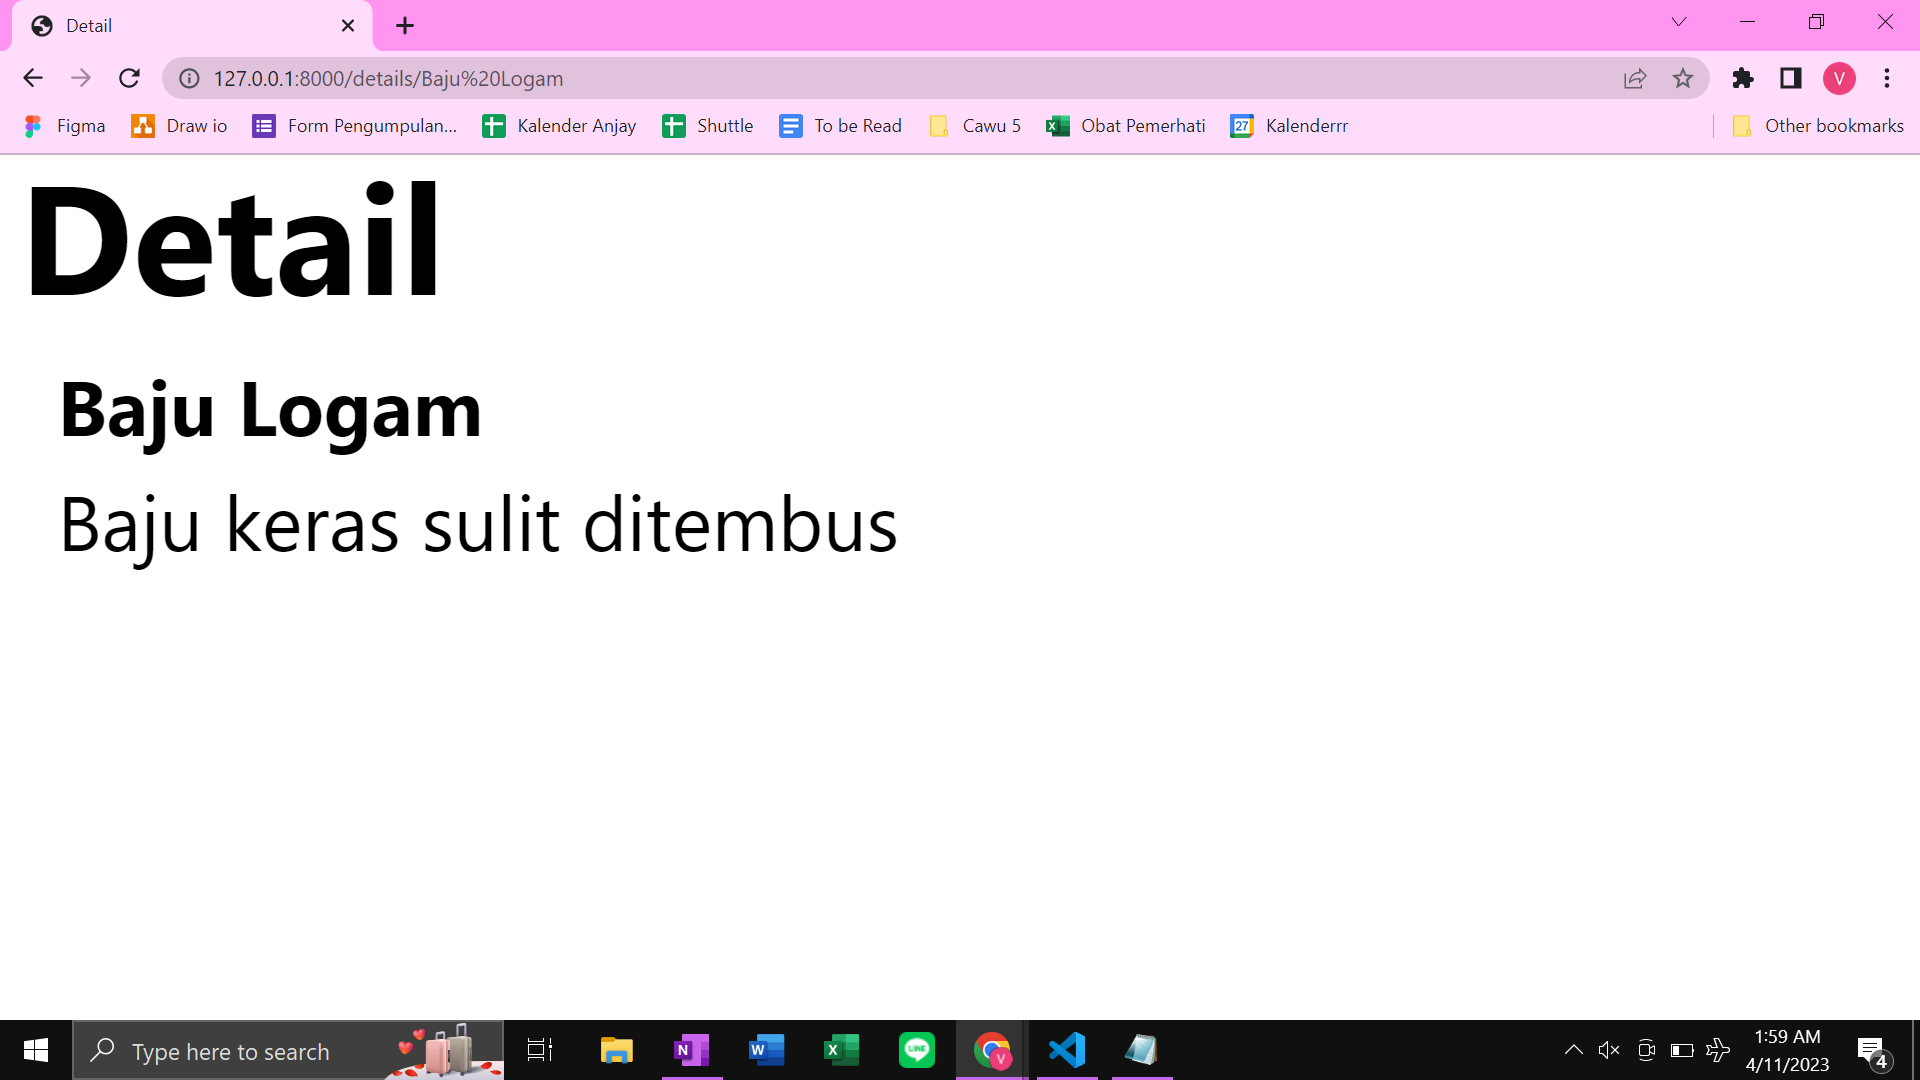 Detail
127.0.0.1:8000/details/Baju%20Logam
V
Figma
Draw io
Form Pengumpulan...
Kalender Anjay
Shuttle
To be Read
Cawu 5
Obat Pemerhati
27
Kalenderrr
Other bookmarks
Detail
Baju Logam
Baju keras sulit ditembus
Type here to search
N
W
X
LINE
V
1:59 AM
4/11/2023
4